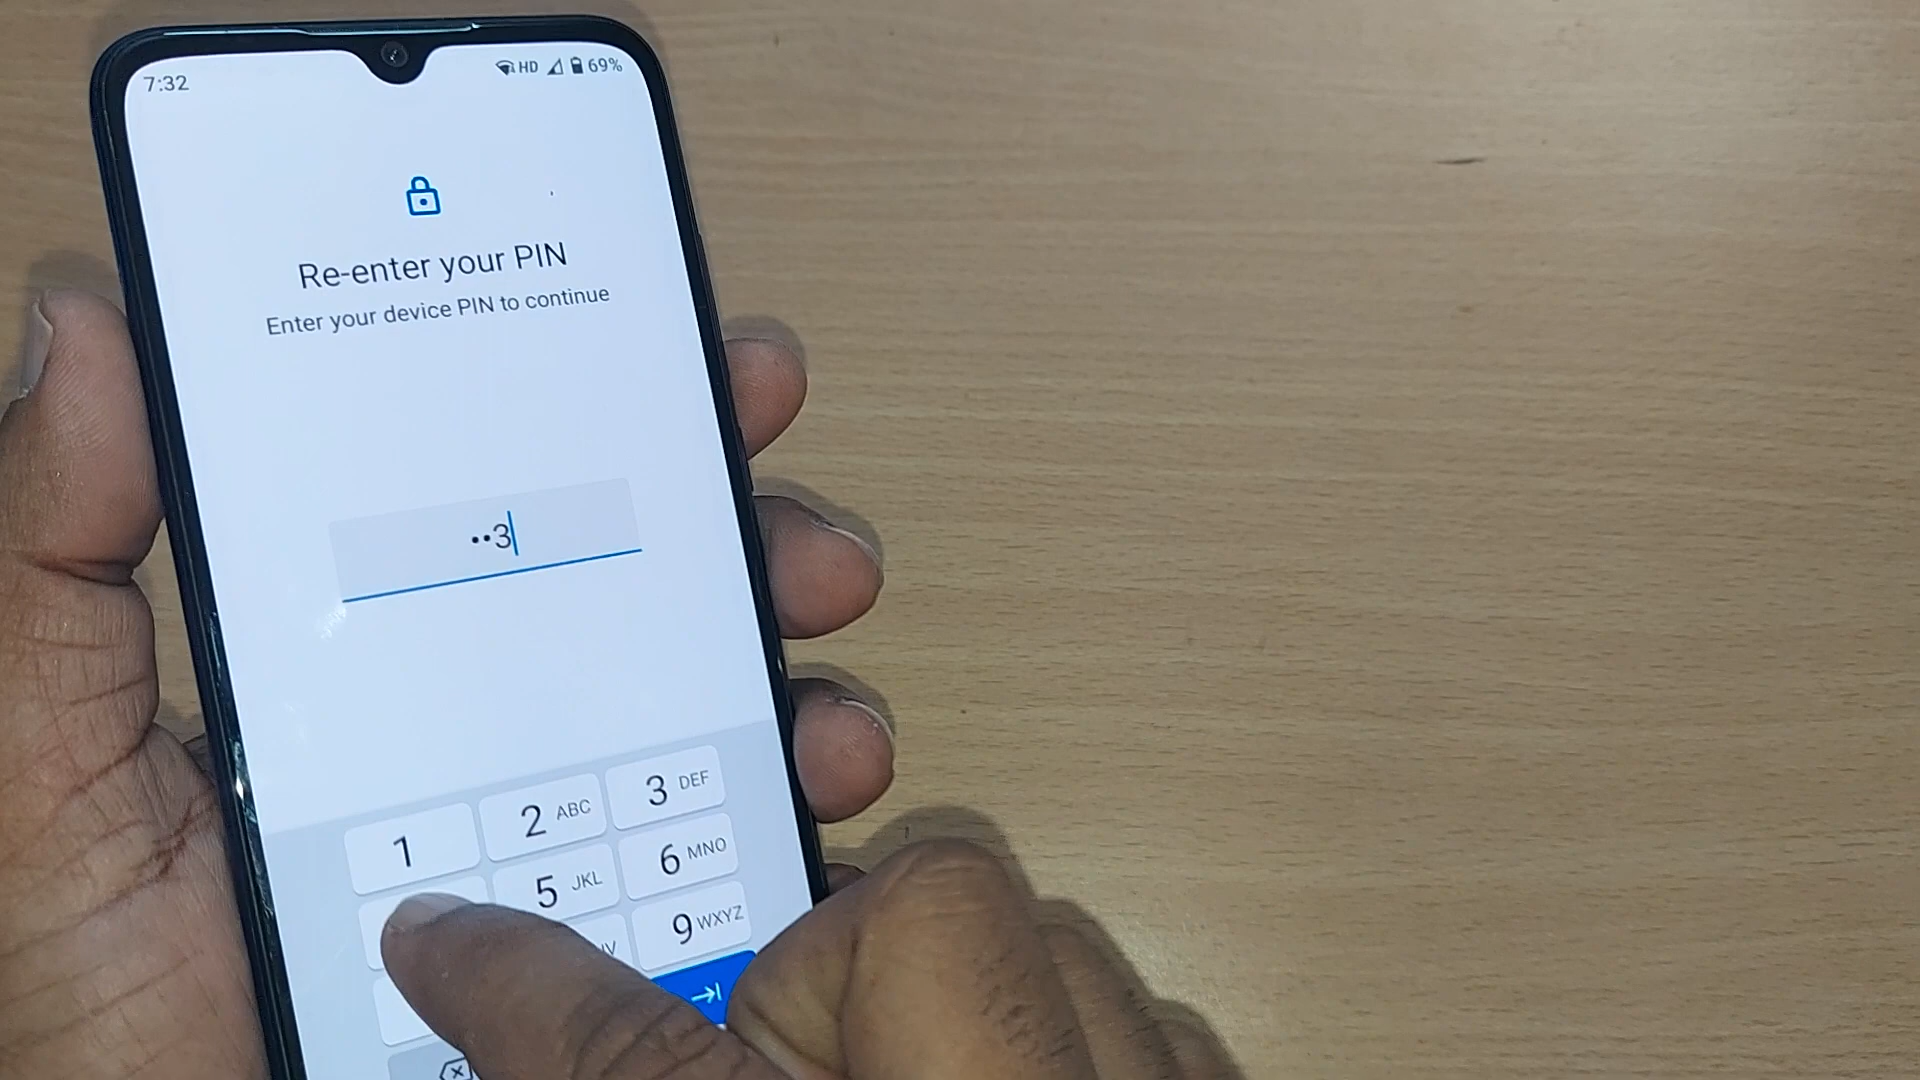 7:32
HD 69%
Re-enter your PIN
Enter your device PIN to continue
••3
1
2 ABC
3 DEF
5 JKL
6 MNO
9 WXYZ